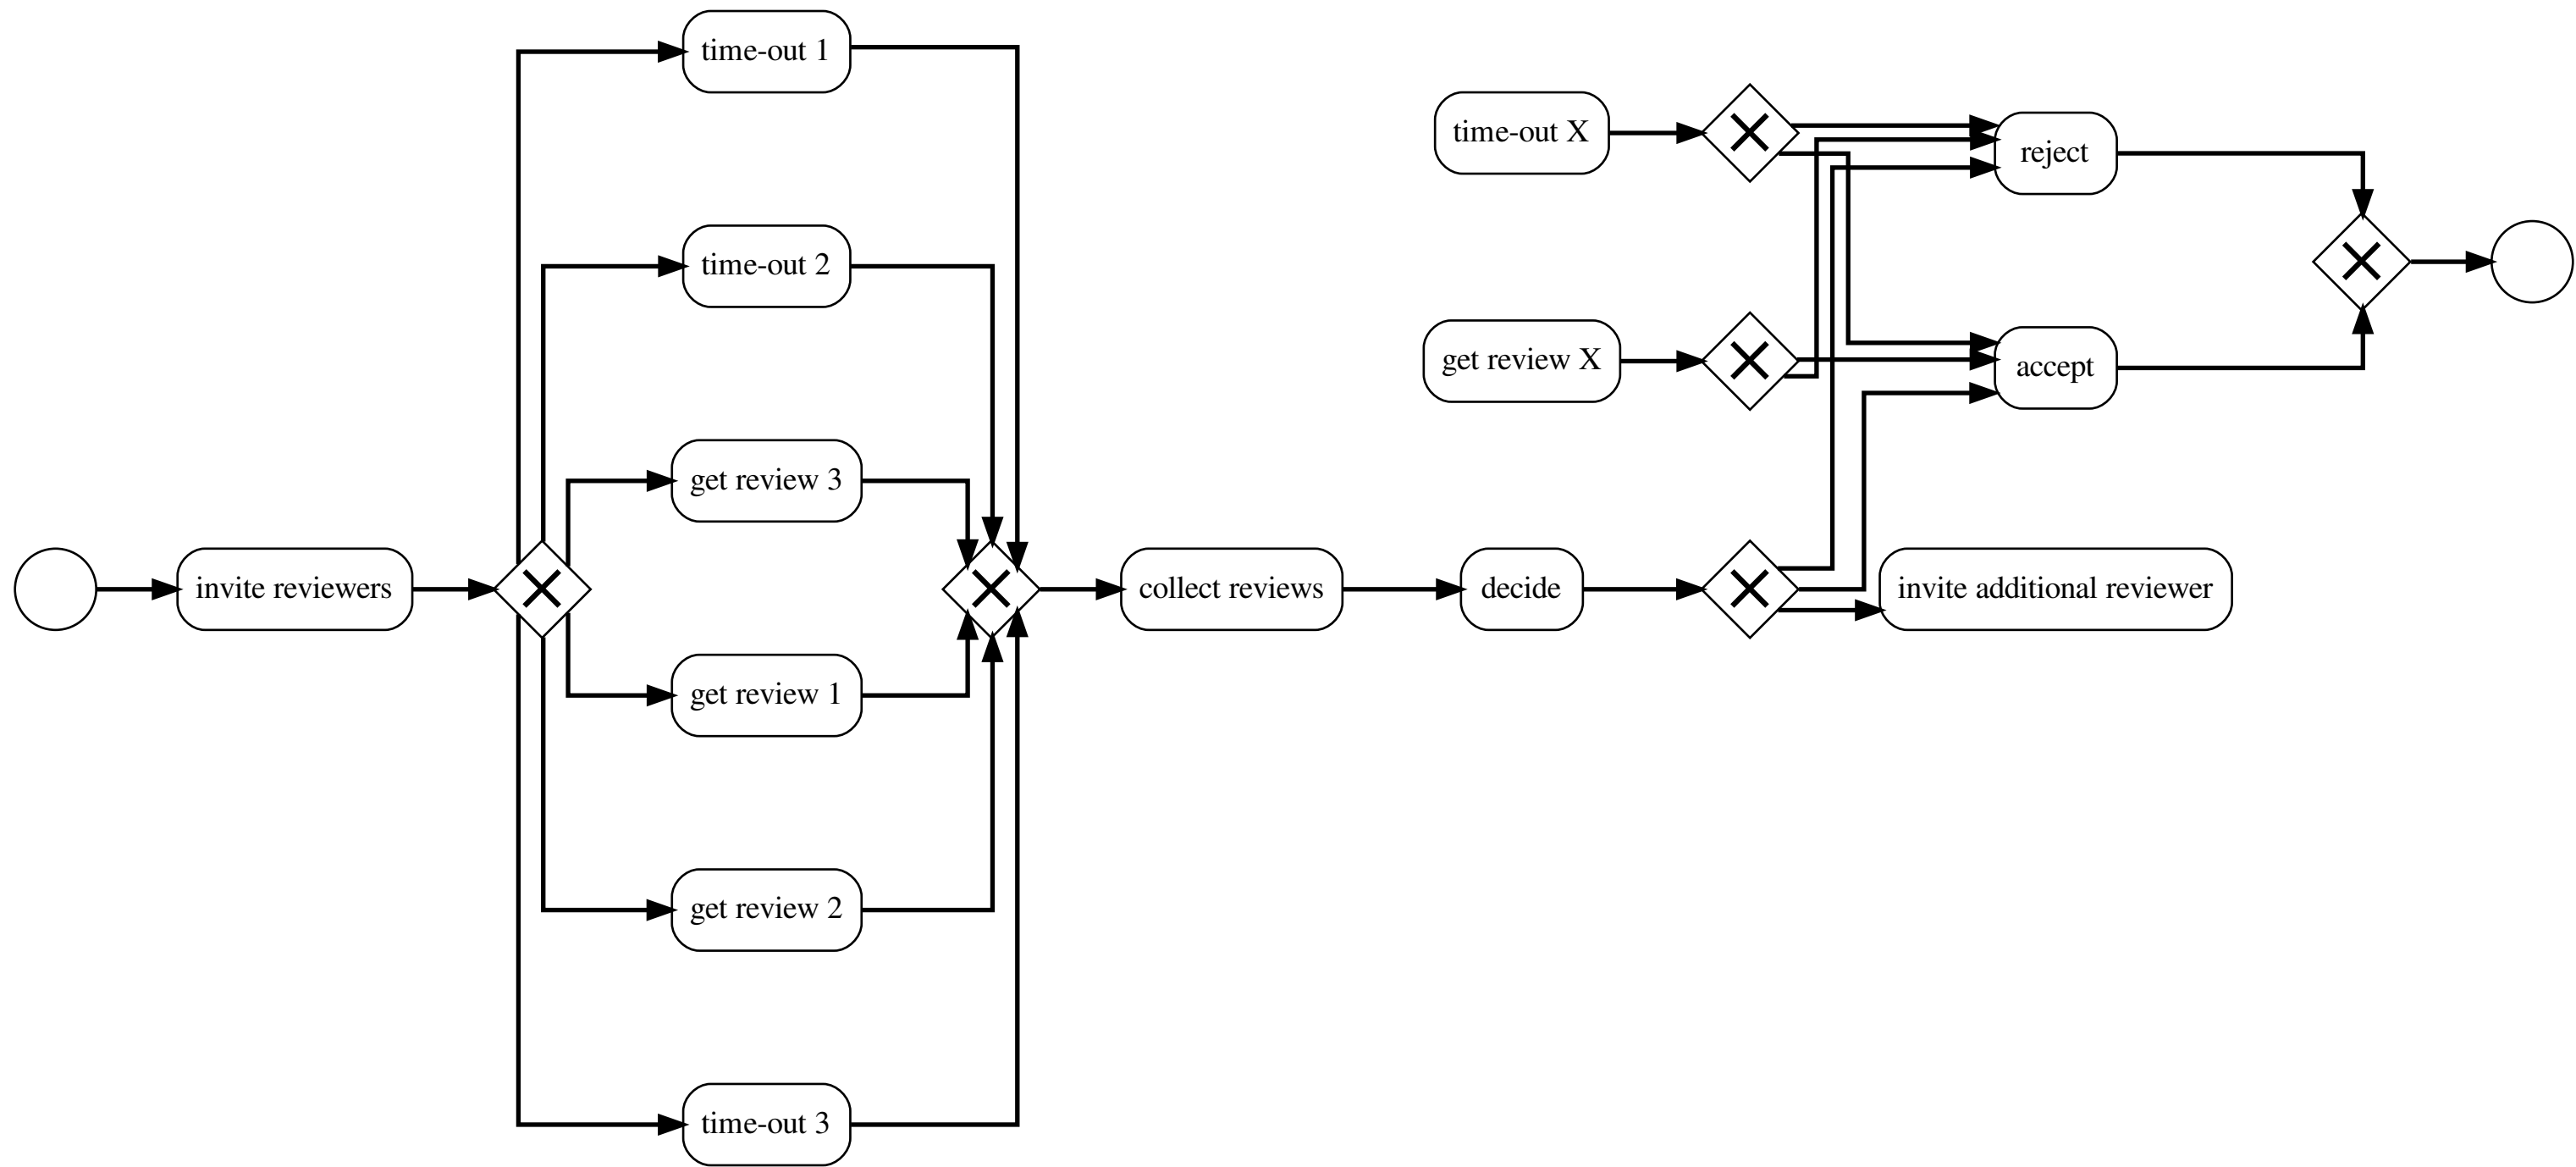 time-out 1
time-out X
reject
time-out 2
get review X
accept
get review 3
invite reviewers
collect reviews
decide
invite additional reviewer
get review 1
get review 2
time-out 3